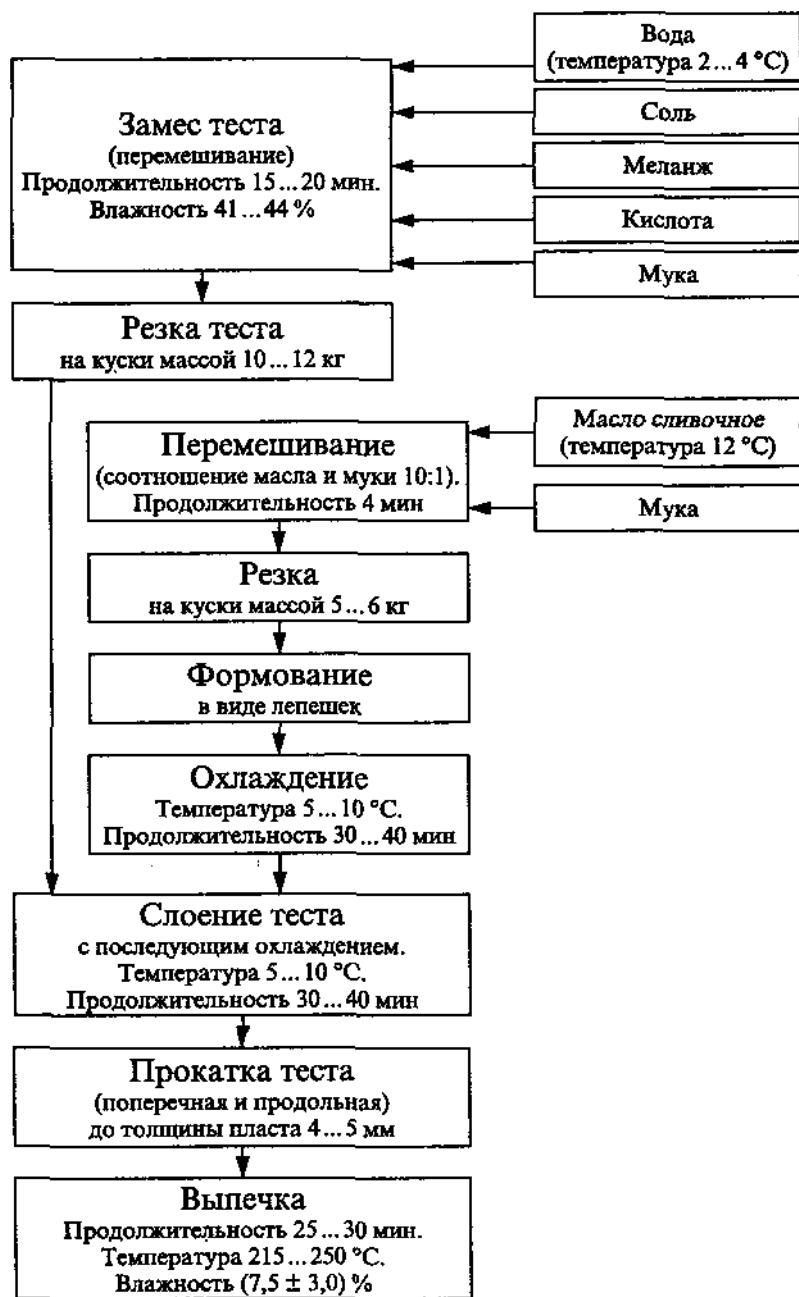 Вода
(температура 2...4 °С)
Соль
Меланж
Кислота
Мука
Замес теста
(перемешивание)
Продолжительность 15...20 мин.
Влажность 41...44 %
Резка теста
на куски массой 10...12 кг
Масло сливочное
(температура 12 °С)
Мука
Перемешивание
(соотношение масла и муки 10:1).
Продолжительность 4 мин
Резка
на куски массой 5...6 кг
Формование
в виде лепешек
Охлаждение
Температура 5...10 °С.
Продолжительность 30...40 мин
Слоение теста
с последующим охлаждением.
Температура 5...10 °С.
Продолжительность 30...40 мин
Прокатка теста
(поперечная и продольная)
до толщины пласта 4...5 мм
Выпечка
Продолжительность 25...30 мин.
Температура 215...250 °С.
Влажность (7,5 ± 3,0) %